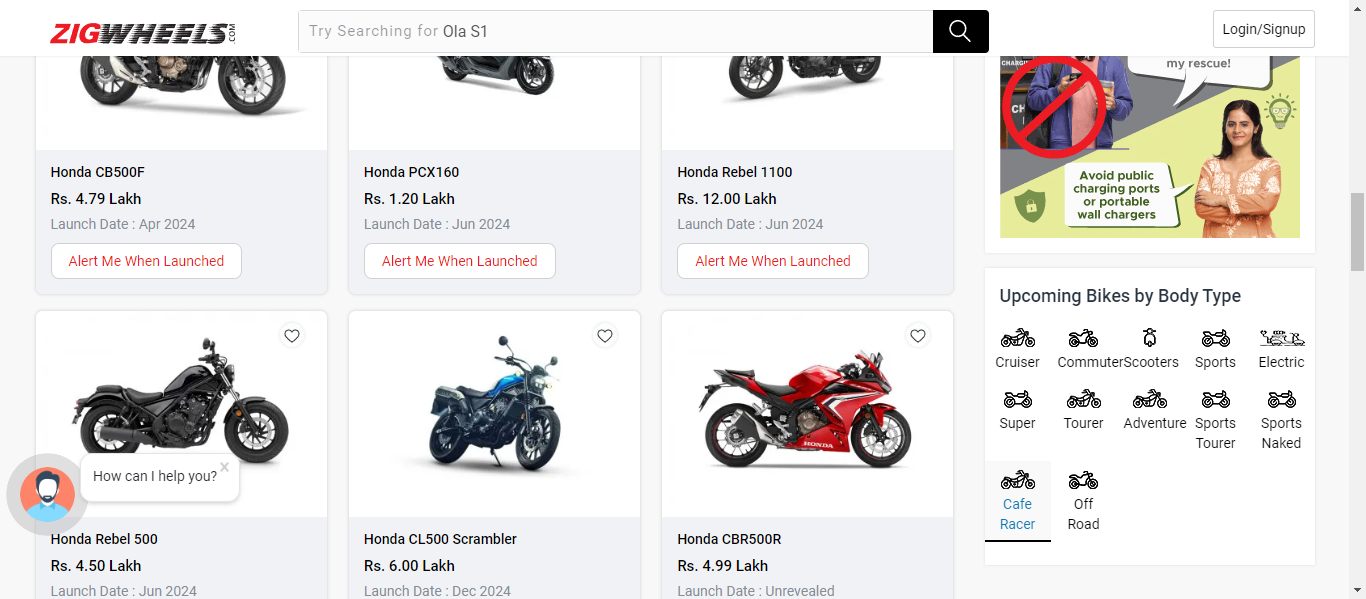 ZIGWHEELS.COM
Try Searching for Ola S1
Login/Signup
my rescue!
Honda CB500F
Rs. 4.79 Lakh
Launch Date : Apr 2024
Alert Me When Launched
Honda PCX160
Rs. 1.20 Lakh
Launch Date : Jun 2024
Alert Me When Launched
Honda Rebel 1100
Rs. 12.00 Lakh
Launch Date : Jun 2024
Alert Me When Launched
Avoid public
charging ports
or portable
wall chargers
Upcoming Bikes by Body Type
Cruiser
Commuter
Scooters
Sports
Electric
Super
Tourer
Adventure
Sports
Tourer
Sports
Naked
Cafe
Racer
Off
Road
HONDA
How can I help you?
Honda Rebel 500
Rs. 4.50 Lakh
Launch Date : Jun 2024
Honda CL500 Scrambler
Rs. 6.00 Lakh
Launch Date : Dec 2024
Honda CBR500R
Rs. 4.99 Lakh
Launch Date : Unrevealed